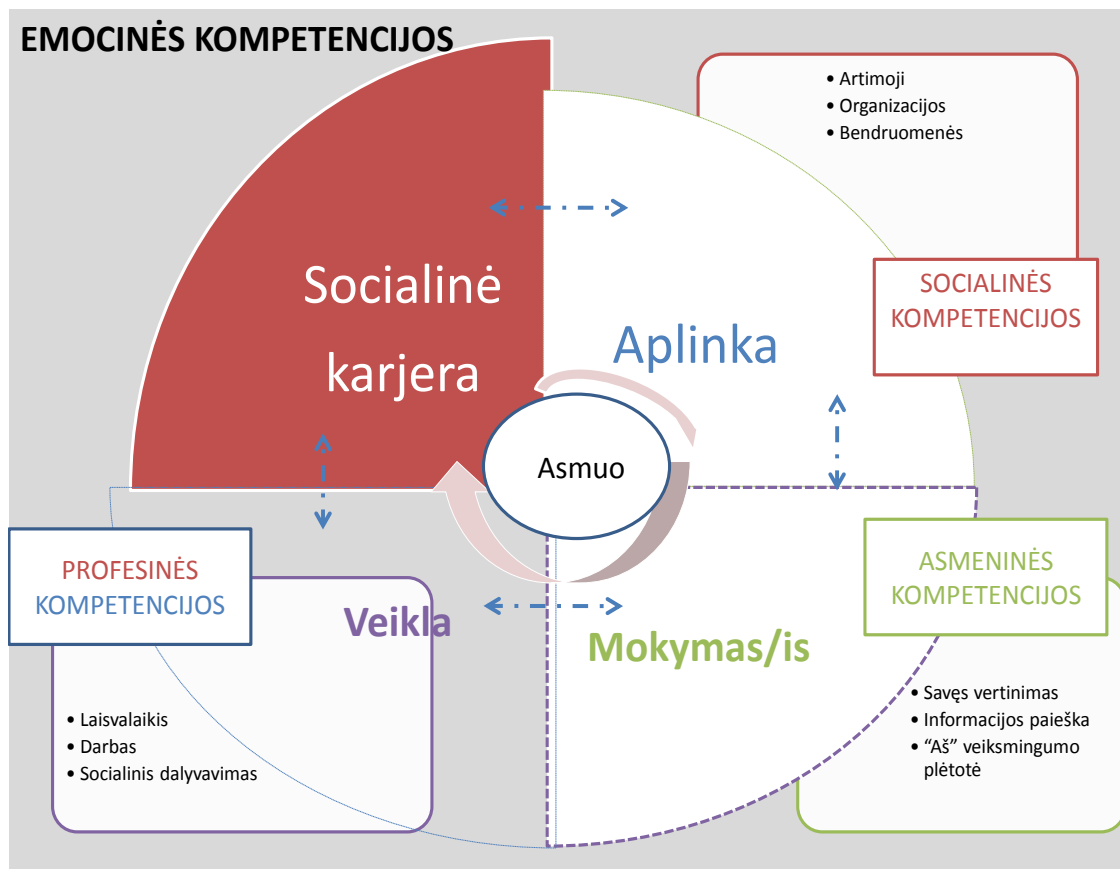 EMOCINĖS KOMPETENCIJOS
• Artimoji
• Organizacijos
• Bendruomenės
Socialinė
karjera
Aplinka
SOCIALINĖS
KOMPETENCIJOS
Asmuo
PROFESINĖS
KOMPETENCIJOS
ASMENINĖS
KOMPETENCIJOS
Veikla
Mokymas/is
• Laisvalaikis
• Darbas
• Socialinis dalyvavimas
• Savęs vertinimas
• Informacijos paieška
• “Aš” veiksmingumo
plėtotė